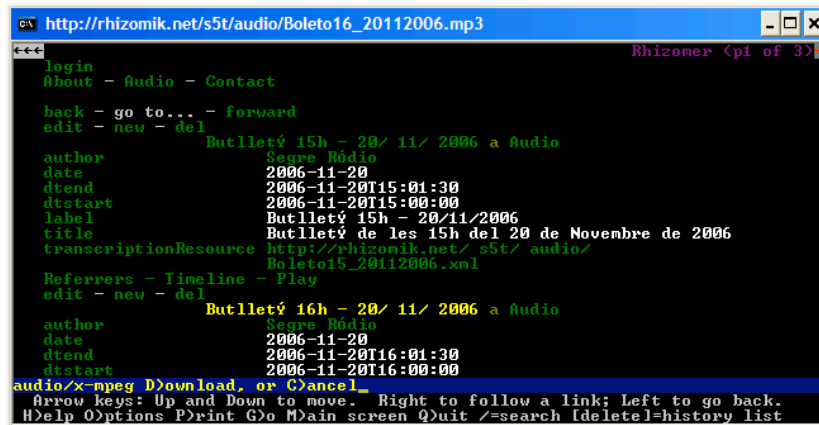 http://rhizomik.net/s5t/audio/Boleto16_20112006.mp3
←←← Rhizomer (p1 of 3)
login
About - Audio - Contact
back - go to... - forward
edit - new - del
Butlletý 15h - 20/ 11/ 2006 a Audio
author Segre Ródio
date 2006-11-20
dtend 2006-11-20T15:01:30
dtstart 2006-11-20T15:00:00
label Butlletý 15h - 20/11/2006
title Butlletý de les 15h del 20 de Novembre de 2006
transcriptionResource http://rhizomik.net/ s5t/ audio/
Boleto15_20112006.xml
Referrers - Timeline - Play
edit - new - del
Butlletý 16h - 20/ 11/ 2006 a Audio
author Segre Ródio
date 2006-11-20
dtend 2006-11-20T16:01:30
dtstart 2006-11-20T16:00:00
audio/x-mpeg D)ownload, or C)ancel_
Arrow keys: Up and Down to move. Right to follow a link; Left to go back.
H)elp O)ptions P)rint G)o M)ain screen Q)uit /=search [delete]=history list